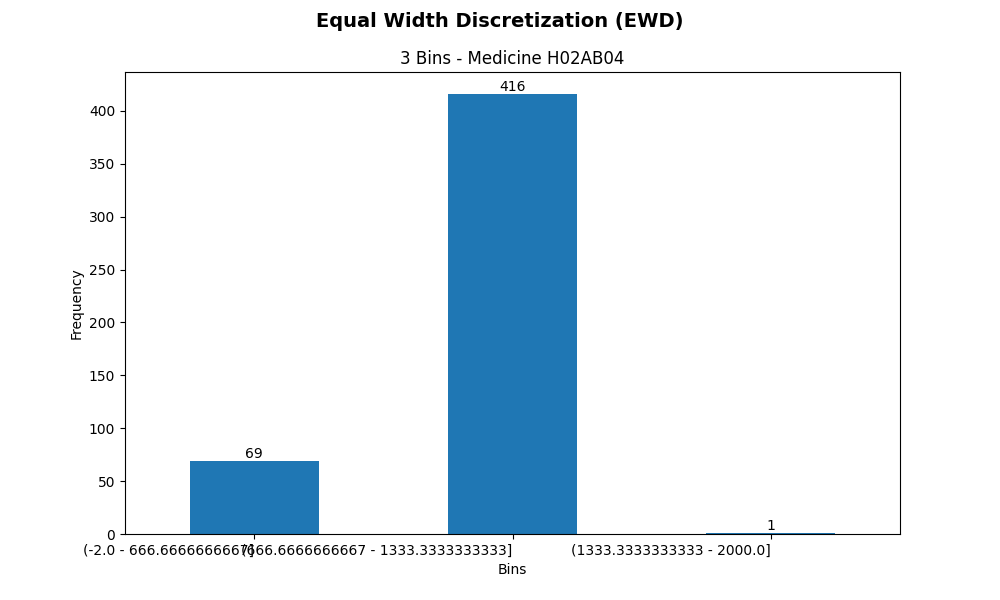 Equal Width Discretization (EWD)
3 Bins - Medicine H02AB04
416
400
350
300
250
200
150
100
50
0
Frequency
69
1
(-2.0 - 666.6666666667]
(666.6666666667 - 1333.3333333333]
(1333.3333333333 - 2000.0]
Bins